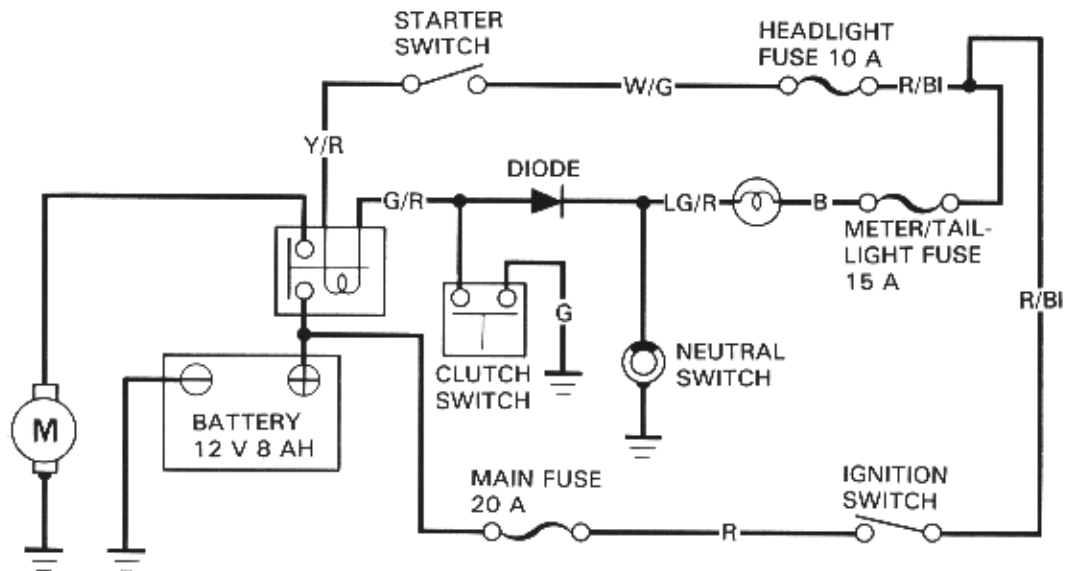 STARTER
SWITCH
HEADLIGHT
FUSE 10 A
W/G
R/Bl
Y/R
DIODE
G/R
LG/R
B
METER/TAIL-
LIGHT FUSE
15 A
R/Bl
G
CLUTCH
SWITCH
NEUTRAL
SWITCH
BATTERY
12 V 8 AH
M
MAIN FUSE
20 A
R
IGNITION
SWITCH